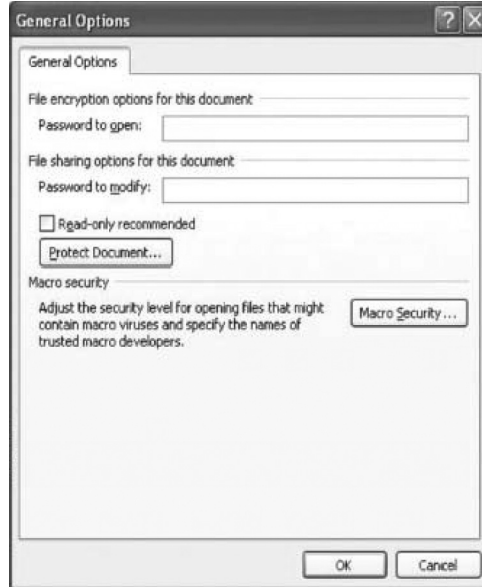 General Options
General Options
File encryption options for this document
Password to open:
File sharing options for this document
Password to modify:
Read-only recommended
Protect Document...
Macro security
Adjust the security level for opening files that might
contain macro viruses and specify the names of
trusted macro developers.
Macro Security...
OK
Cancel